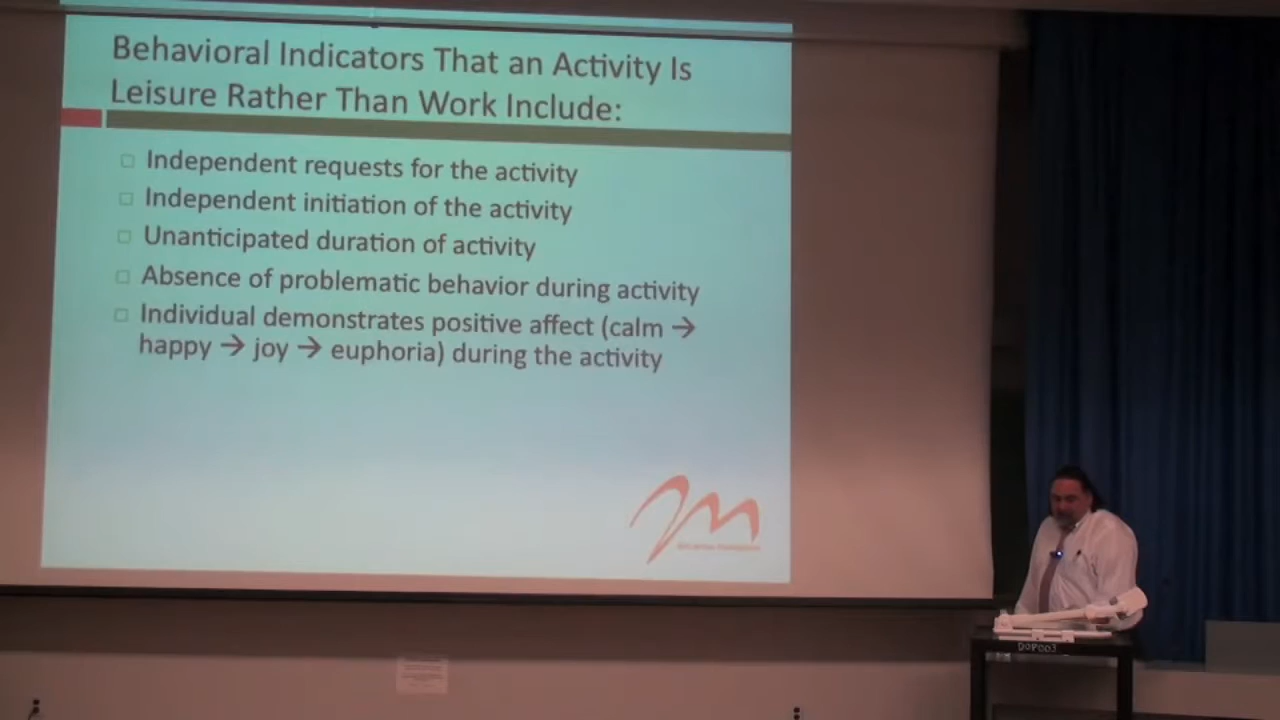 Behavioral Indicators That an Activity Is
Leisure Rather Than Work Include:
□ Independent requests for the activity
□ Independent initiation of the activity
□ Unanticipated duration of activity
□ Absence of problematic behavior during activity
□ Individual demonstrates positive affect (calm →
happy → joy → euphoria) during the activity
DOPC03